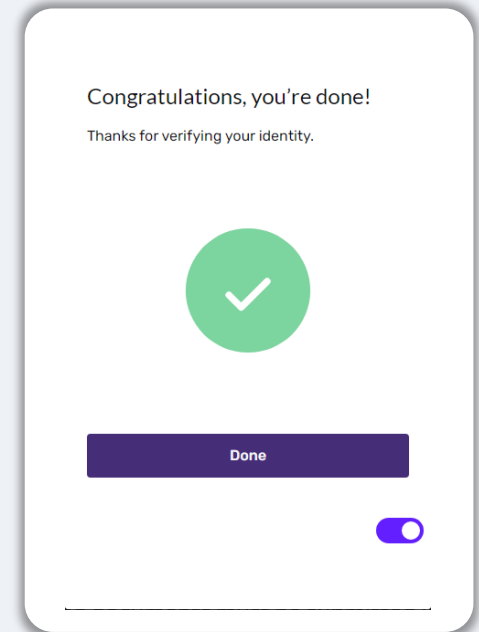 Congratulations, you’re done!
Thanks for verifying your identity.
Done